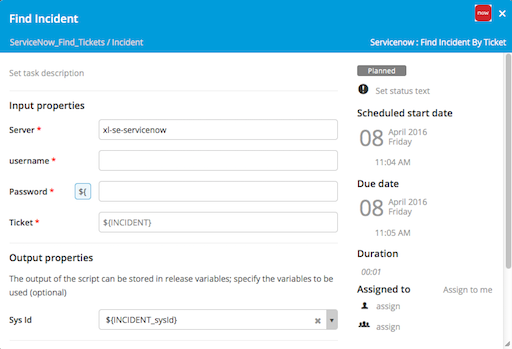 Find Incident
now
ServiceNow_Find_Tickets / Incident
Servicenow : Find Incident By Ticket
Set task description
Input properties
Server *
xl-se-servicenow
username *
Password *
${
Ticket *
${INCIDENT}
Output properties
The output of the script can be stored in release variables; specify the variables to be
used (optional)
Sys Id
${INCIDENT_sysId}
Planned
Set status text
Scheduled start date
08
April 2016
Friday
11:04 AM
Due date
08
April 2016
Friday
11:05 AM
Duration
00:01
Assigned to
Assign to me
assign
assign